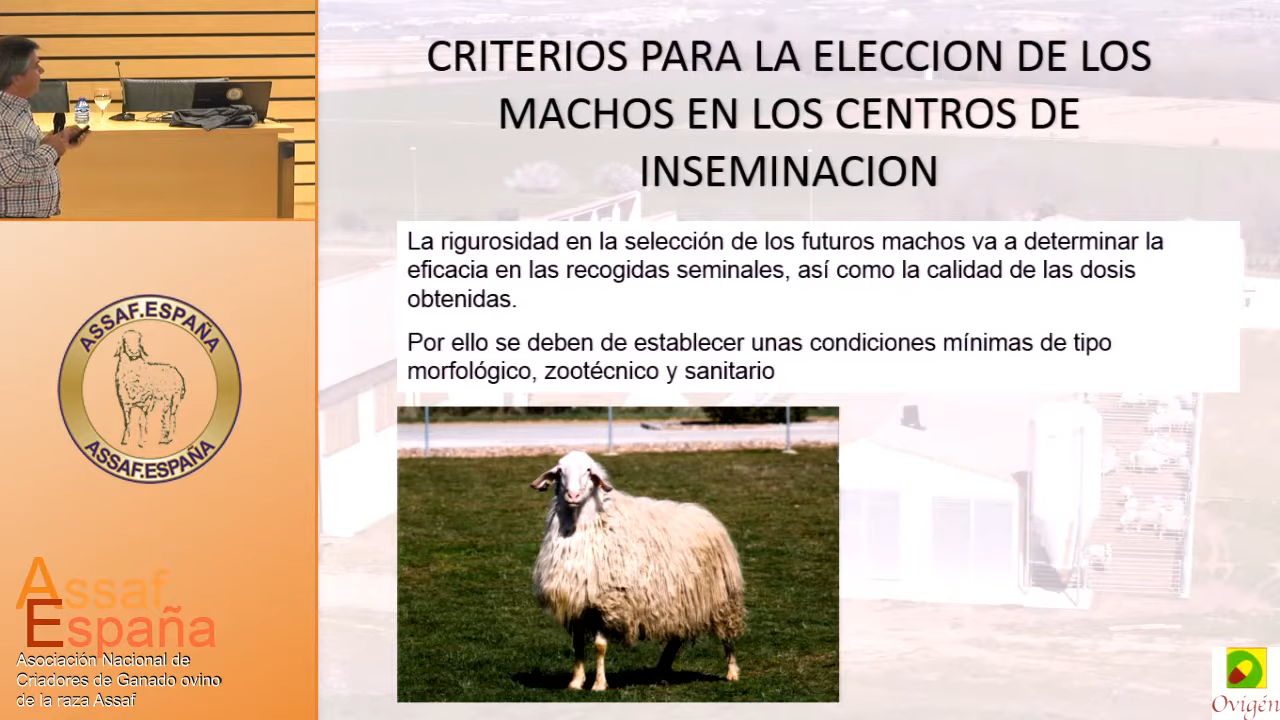 CRITERIOS PARA LA ELECCION DE LOS
MACHOS EN LOS CENTROS DE
INSEMINACION
La rigurosidad en la selección de los futuros machos va a determinar la
eficacia en las recogidas seminales, así como la calidad de las dosis
obtenidas.
Por ello se deben de establecer unas condiciones mínimas de tipo
morfológico, zootécnico y sanitario
ASSAF.ESPAÑA
ASSAF.ESPAÑA
Assaf
España
Asociación Nacional de
Criadores de Ganado ovino
de la raza Assaf
Ovigén